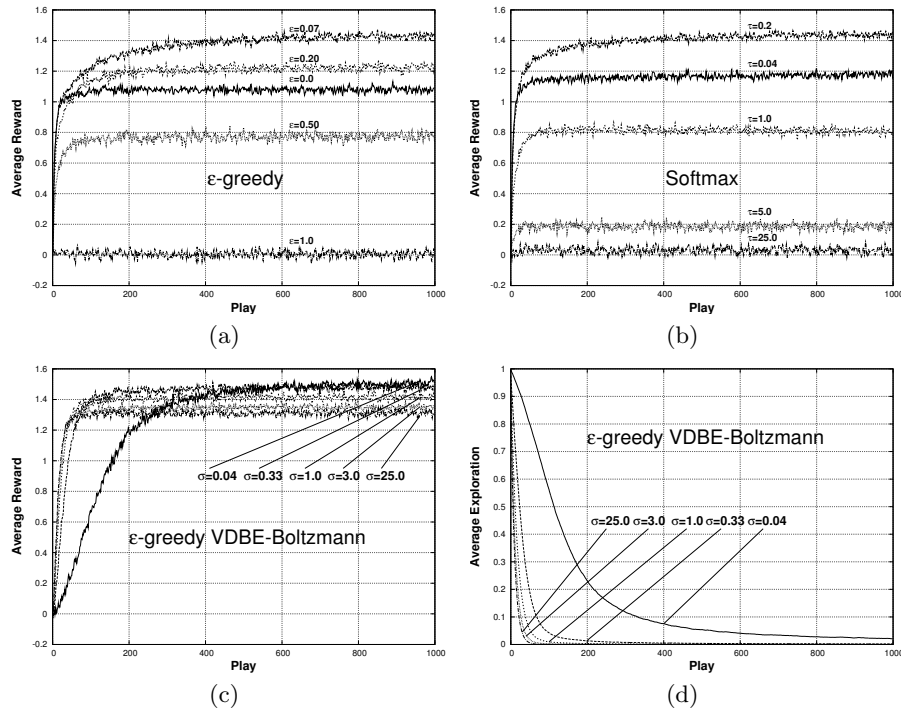 1.6
1.4
1.2
1
0.8
0.6
0.4
0.2
0
-0.2
0 200 400 600 800 1000
Average Reward
Play
ε=0.07
ε=0.20
ε=0.0
ε=0.50
ε-greedy
ε=1.0
(a)
1.6
1.4
1.2
1
0.8
0.6
0.4
0.2
0
-0.2
0 200 400 600 800 1000
Average Reward
Play
τ=0.2
τ=0.04
τ=1.0
Softmax
τ=5.0
τ=25.0
(b)
1.6
1.4
1.2
1
0.8
0.6
0.4
0.2
0
-0.2
0 200 400 600 800 1000
Average Reward
Play
σ=0.04 σ=0.33 σ=1.0 σ=3.0 σ=25.0
ε-greedy VDBE-Boltzmann
(c)
1
0.9
0.8
0.7
0.6
0.5
0.4
0.3
0.2
0.1
0
0 200 400 600 800 1000
Average Exploration
Play
ε-greedy VDBE-Boltzmann
σ=25.0 σ=3.0 σ=1.0 σ=0.33 σ=0.04
(d)